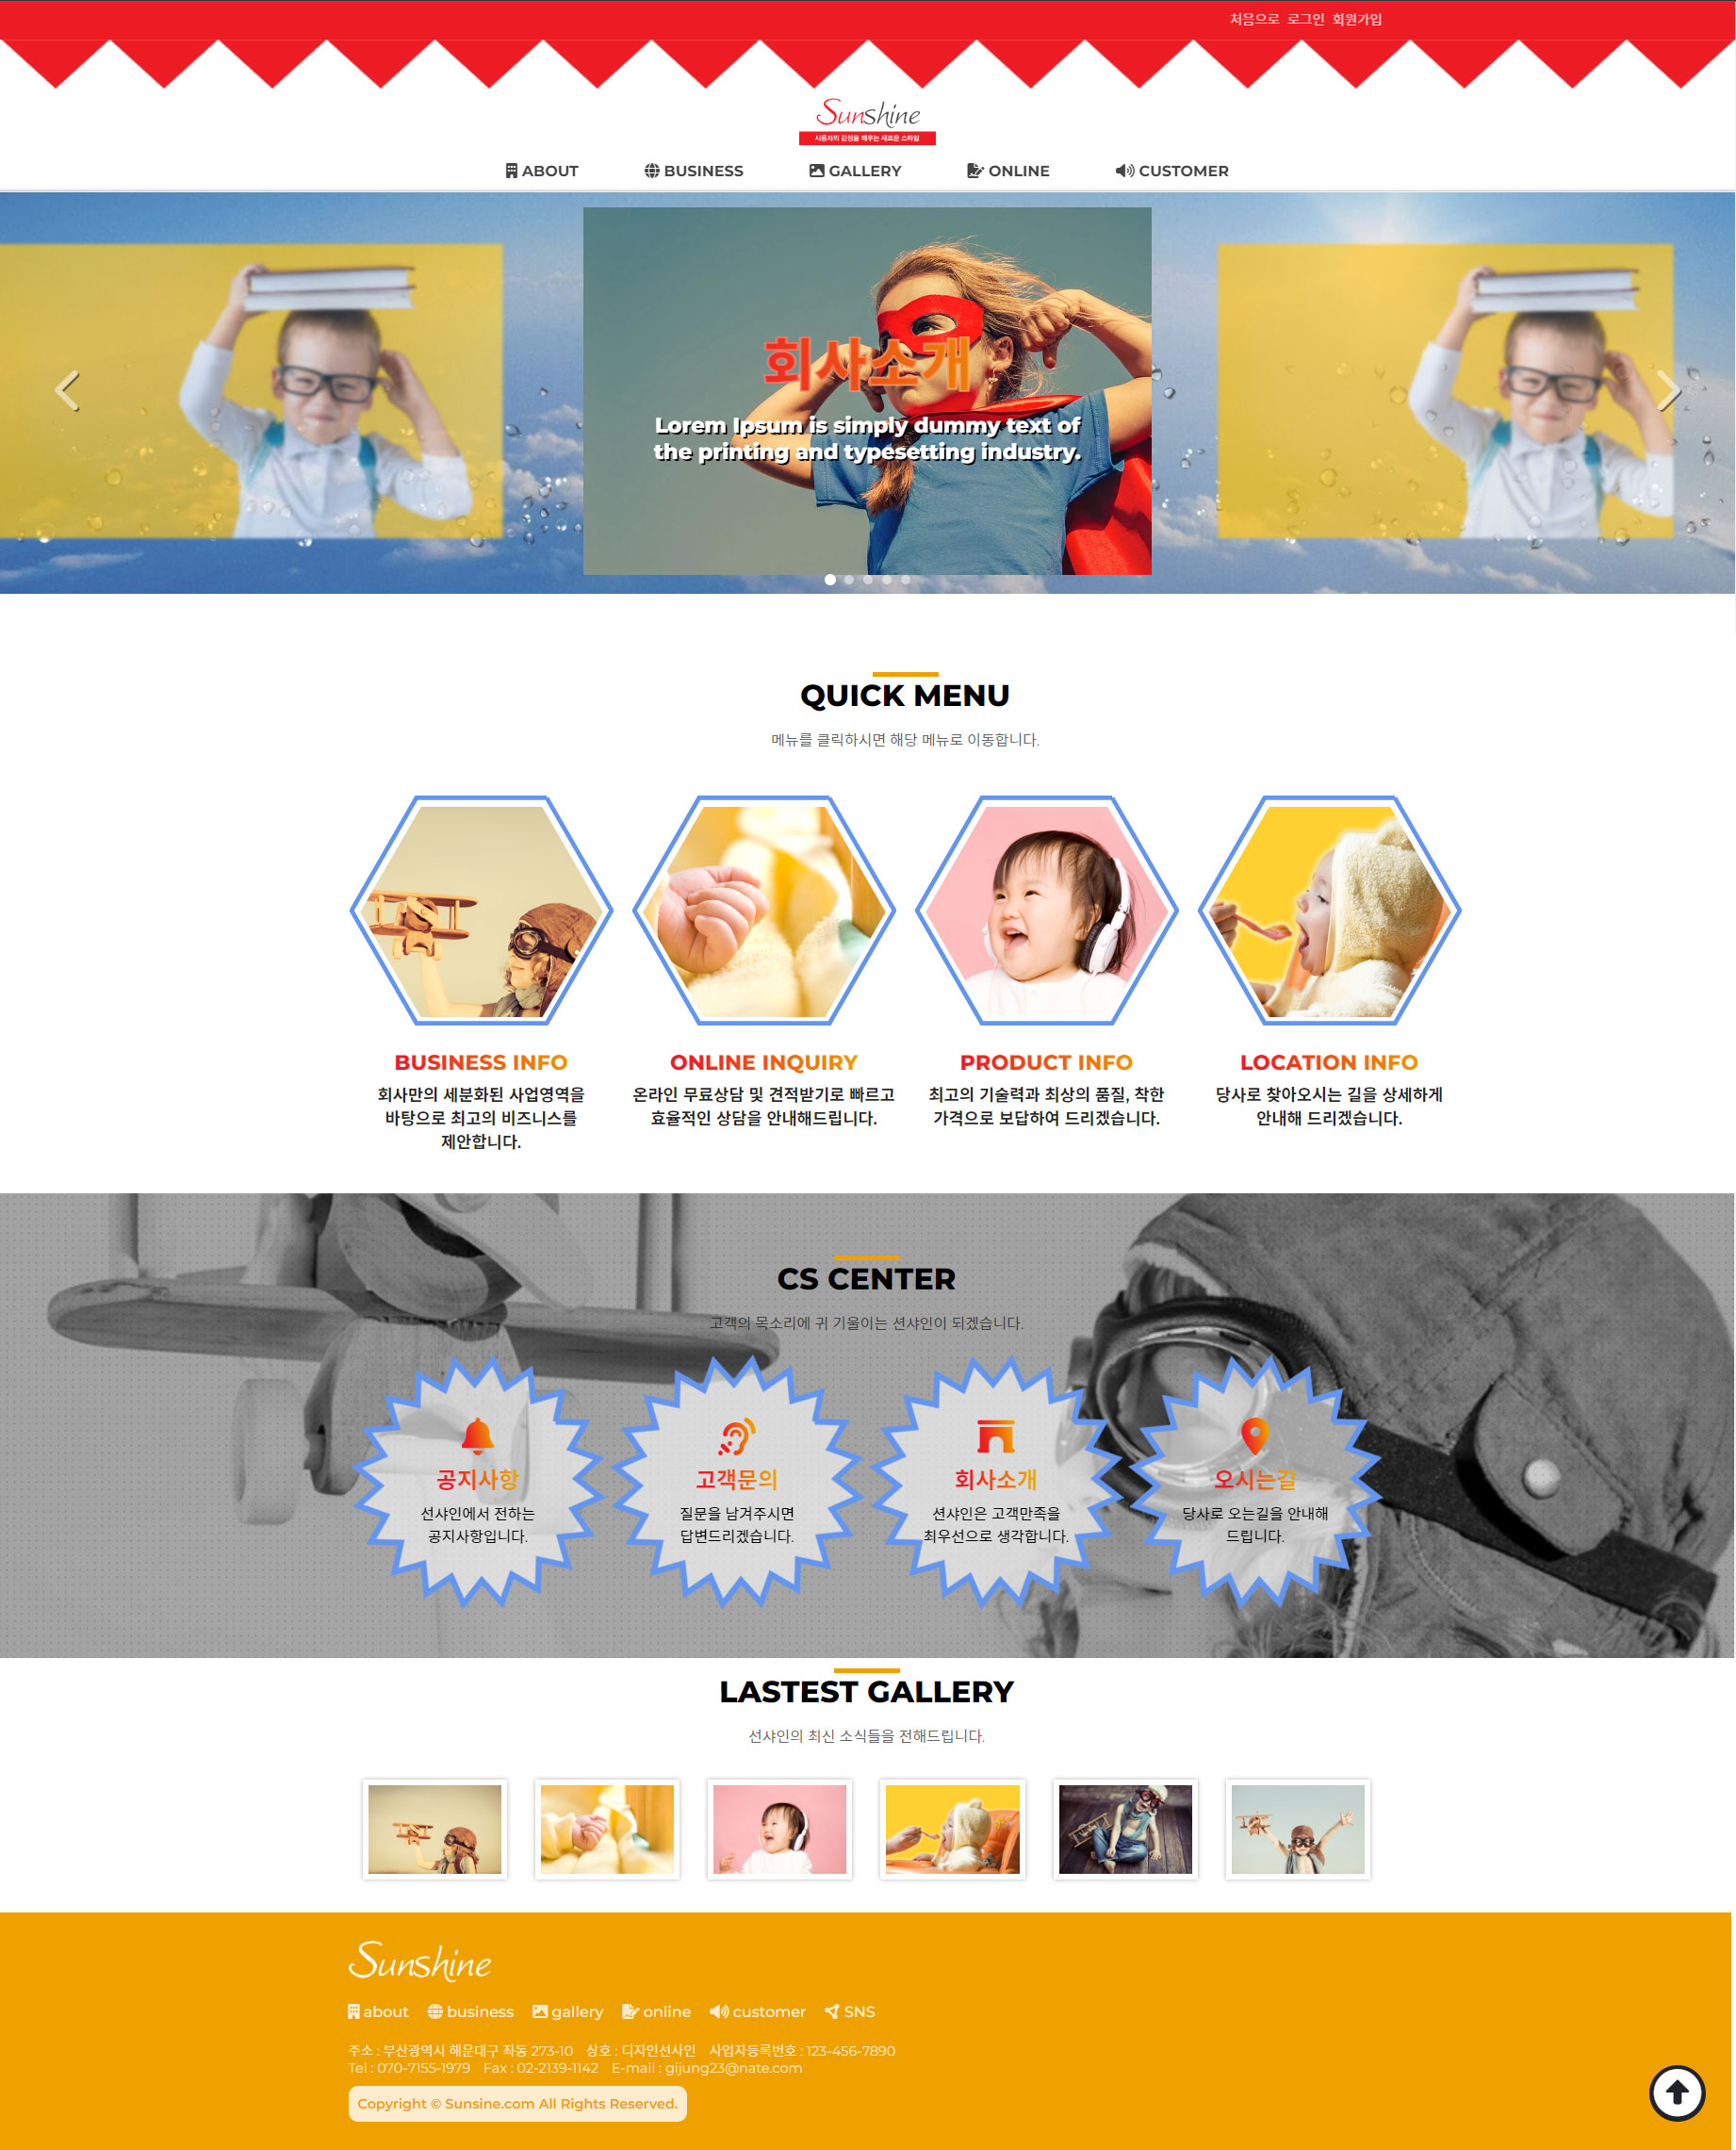 처음으로 로그인 회원가입
Sunshine
사용자의 감성을 깨우는 새로운 스타일
ABOUT BUSINESS GALLERY ONLINE CUSTOMER
회사소개
Lorem Ipsum is simply dummy text of
the printing and typesetting industry.
QUICK MENU
메뉴를 클릭하시면 해당 메뉴로 이동합니다.
BUSINESS INFO
회사만의 세분화된 사업영역을
바탕으로 최고의 비즈니스를
제안합니다.
ONLINE INQUIRY
온라인 무료상담 및 견적받기로 빠르고
효율적인 상담을 안내해드립니다.
PRODUCT INFO
최고의 기술력과 최상의 품질, 착한
가격으로 보답하여 드리겠습니다.
LOCATION INFO
당사로 찾아오시는 길을 상세하게
안내해 드리겠습니다.
CS CENTER
고객의 목소리에 귀 기울이는 션샤인이 되겠습니다.
공지사항
선샤인에서 전하는
공지사항입니다.
고객문의
질문을 남겨주시면
답변드리겠습니다.
회사소개
션샤인은 고객만족을
최우선으로 생각합니다.
오시는길
당사로 오는길을 안내해
드립니다.
LASTEST GALLERY
선샤인의 최신 소식들을 전해드립니다.
Sunshine
about business gallery online customer SNS
주소 : 부산광역시 해운대구 좌동 273-10 상호 : 디자인선사인 사업자등록번호 : 123-456-7890
Tel : 070-7155-1979 Fax : 02-2139-1142 E-mail : gijung23@nate.com
Copyright © Sunsine.com All Rights Reserved.